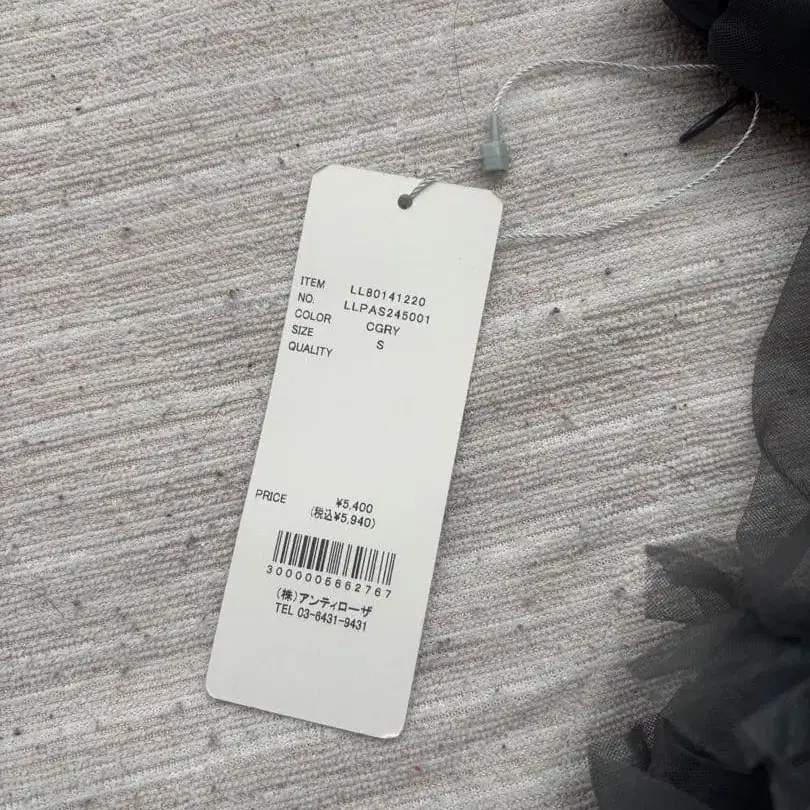 ITEM LL80141220
NO. LLPAS245001
COLOR CGRY
SIZE S
QUALITY
PRICE ¥5,400
(税込¥5,940)
3000006662767
(株)アンティローザ
TEL 03-6431-9431